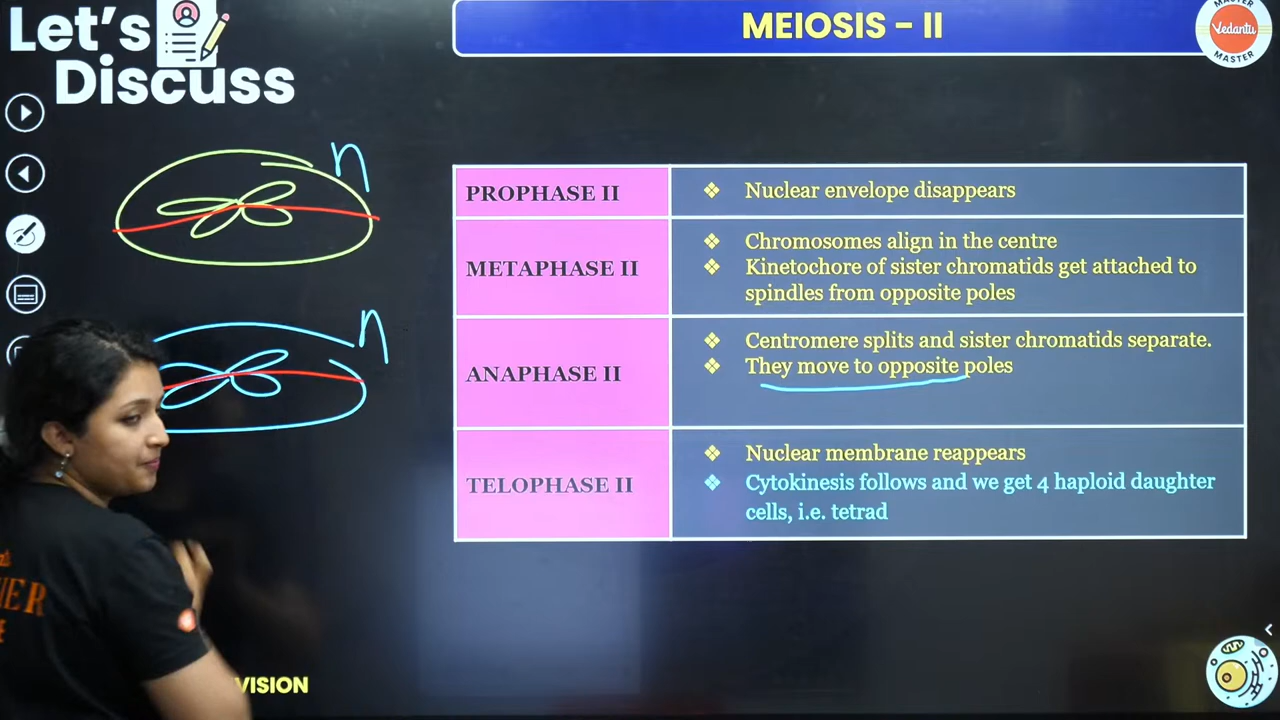 Let's
Discuss
MEIOSIS – II
MASTER
Vedantu
MASTER
n
n
PROPHASE II
❖ Nuclear envelope disappears
METAPHASE II
❖ Chromosomes align in the centre
❖ Kinetochore of sister chromatids get attached to
spindles from opposite poles
ANAPHASE II
❖ Centromere splits and sister chromatids separate.
❖ They move to opposite poles
TELOPHASE II
❖ Nuclear membrane reappears
❖ Cytokinesis follows and we get 4 haploid daughter
cells, i.e. tetrad
VISION